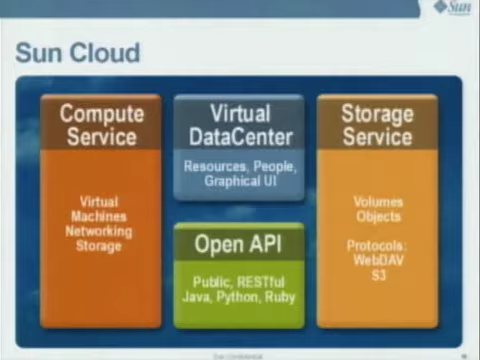 Sun
Sun Cloud
Compute
Service
Virtual
Machines
Networking
Storage
Virtual
DataCenter
Resources, People,
Graphical UI
Open API
Public, RESTful
Java, Python, Ruby
Storage
Service
Volumes
Objects
Protocols:
WebDAV
S3